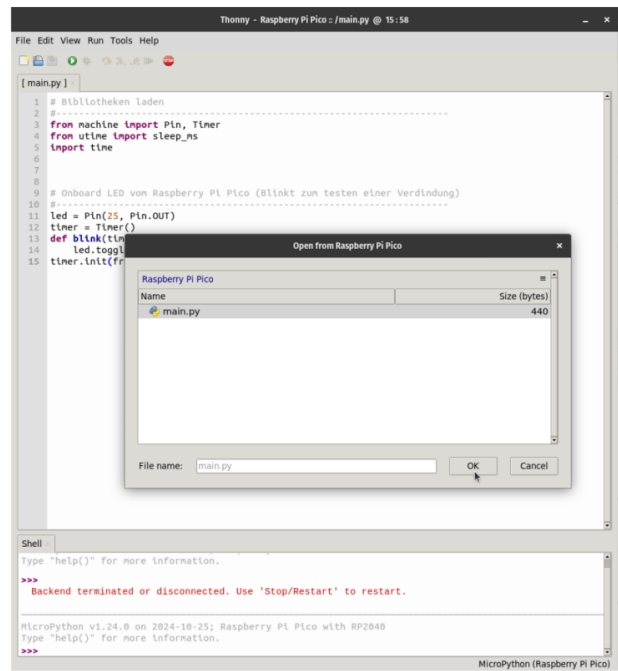 Thonny - Raspberry Pi Pico :: /main.py @ 15:58
File Edit View Run Tools Help
[ main.py ]
1 # Bibliotheken laden
2 #----------------------------------------------------------------
3 from machine import Pin, Timer
4 from utime import sleep_ms
5 import time
6
7
8
9 # Onboard LED vom Raspberry Pi Pico (Blinkt zum testen einer Verdindung)
10 #----------------------------------------------------------------
11 led = Pin(25, Pin.OUT)
12 timer = Timer()
13 def blink(tim
14 led.toggl
15 timer.init(fr
Open from Raspberry Pi Pico
Raspberry Pi Pico
Name Size (bytes)
main.py 440
File name: main.py OK Cancel
Shell
Type "help()" for more information.
>>>
Backend terminated or disconnected. Use 'Stop/Restart' to restart.
MicroPython v1.24.0 on 2024-10-25; Raspberry Pi Pico with RP2040
Type "help()" for more information.
>>>
MicroPython (Raspberry Pi Pico)